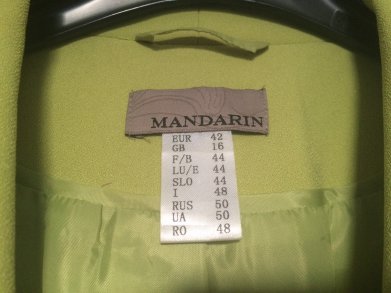 MANDARIN
EUR 42
GB 16
F/B 44
LU/E 44
SLO 44
I 48
RUS 50
UA 50
RO 48